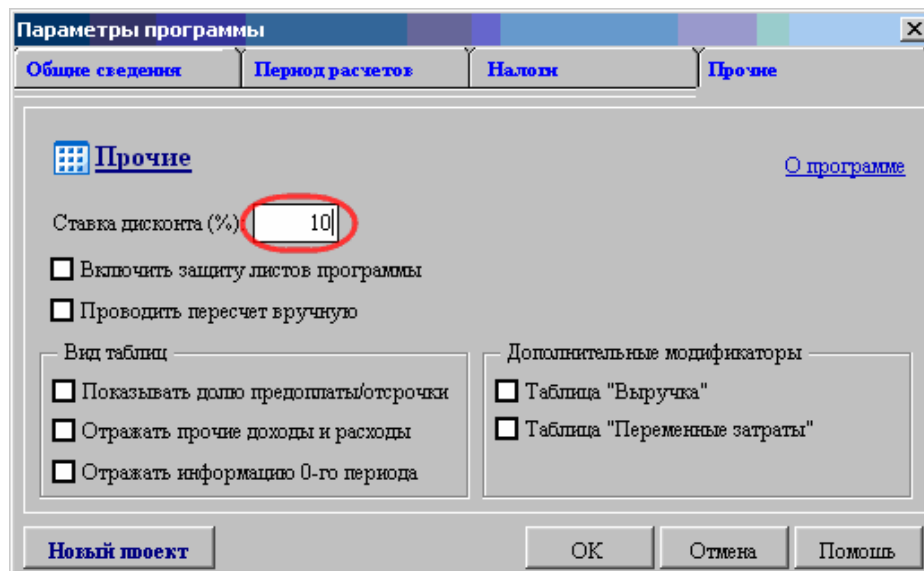 Параметры программы
Общие сведения Период расчетов Налоги Прочие
Прочие
О программе
Ставка дисконта (%): 10
Включить защиту листов программы
Проводить пересчет вручную
Вид таблиц
Показывать долю предоплаты/отсрочки
Отражать прочие доходы и расходы
Отражать информацию 0-го периода
Дополнительные модификаторы
Таблица "Выручка"
Таблица "Переменные затраты"
Новый проект ОК Отмена Помощь